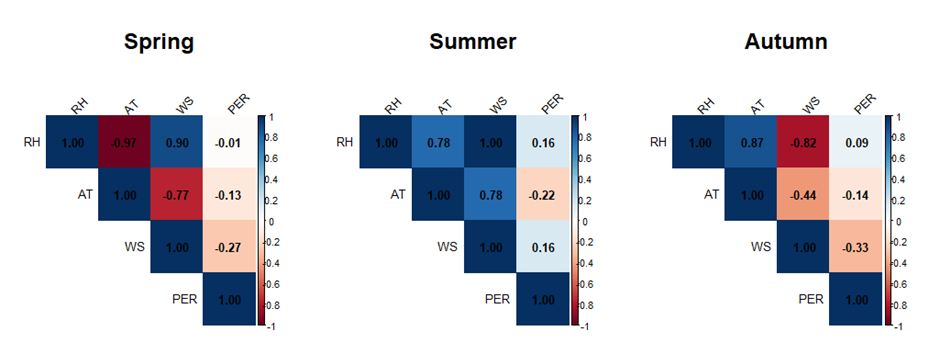 Spring
RH AT WS PER
RH 1.00 -0.97 0.90 -0.01
AT 1.00 -0.77 -0.13
WS 1.00 -0.27
PER 1.00
1
0.8
0.6
0.4
0.2
0
-0.2
-0.4
-0.6
-0.8
-1
Summer
RH AT WS PER
RH 1.00 0.78 1.00 0.16
AT 1.00 0.78 -0.22
WS 1.00 0.16
PER 1.00
1
0.8
0.6
0.4
0.2
0
-0.2
-0.4
-0.6
-0.8
-1
Autumn
RH AT WS PER
RH 1.00 0.87 -0.82 0.09
AT 1.00 -0.44 -0.14
WS 1.00 -0.33
PER 1.00
1
0.8
0.6
0.4
0.2
0
-0.2
-0.4
-0.6
-0.8
-1